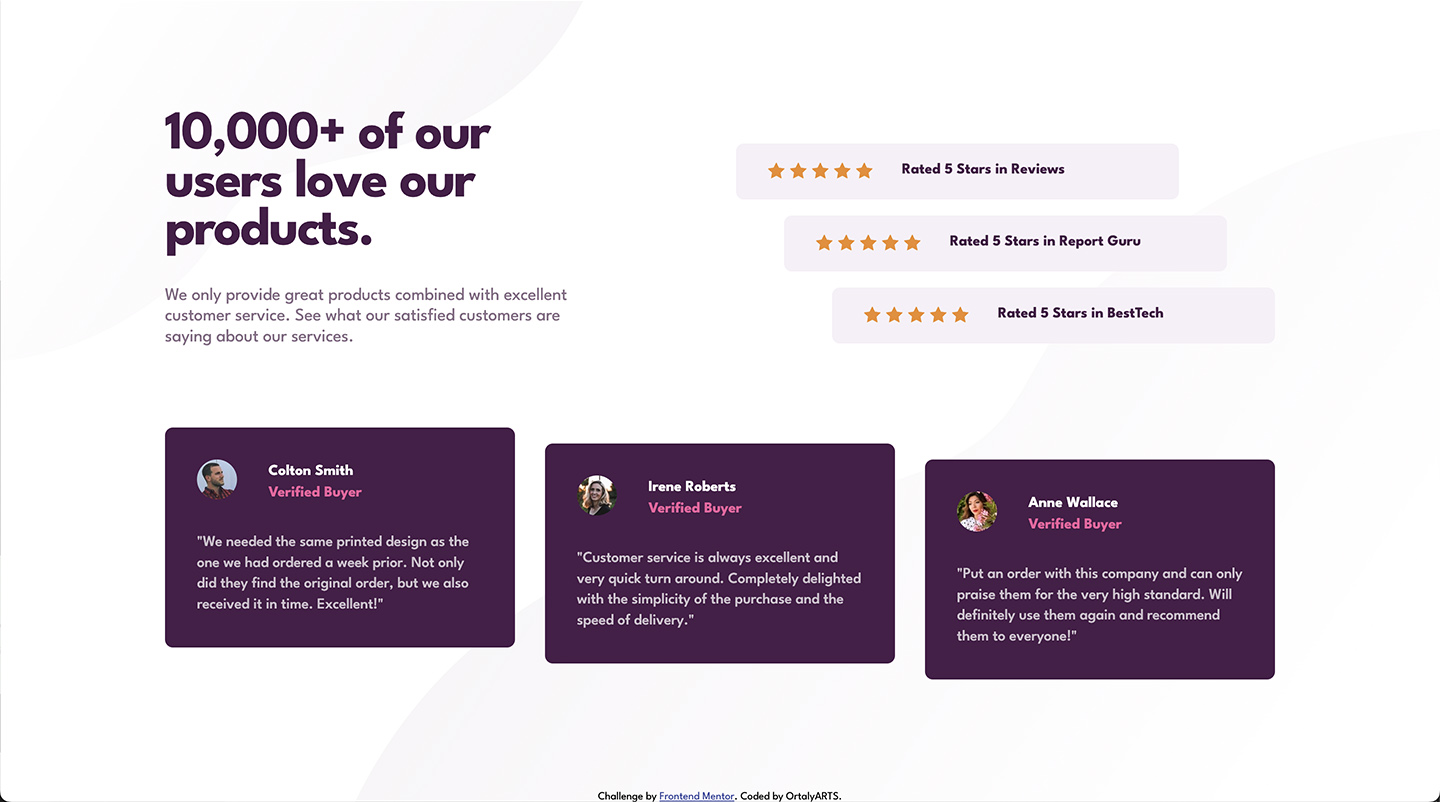 10,000+ of our
users love our
products.
We only provide great products combined with excellent
customer service. See what our satisfied customers are
saying about our services.
Rated 5 Stars in Reviews
Rated 5 Stars in Report Guru
Rated 5 Stars in BestTech
Colton Smith
Verified Buyer
"We needed the same printed design as the
one we had ordered a week prior. Not only
did they find the original order, but we also
received it in time. Excellent!"
Irene Roberts
Verified Buyer
"Customer service is always excellent and
very quick turn around. Completely delighted
with the simplicity of the purchase and the
speed of delivery."
Anne Wallace
Verified Buyer
"Put an order with this company and can only
praise them for the very high standard. Will
definitely use them again and recommend
them to everyone!"
Challenge by Frontend Mentor. Coded by OrtalyARTS.